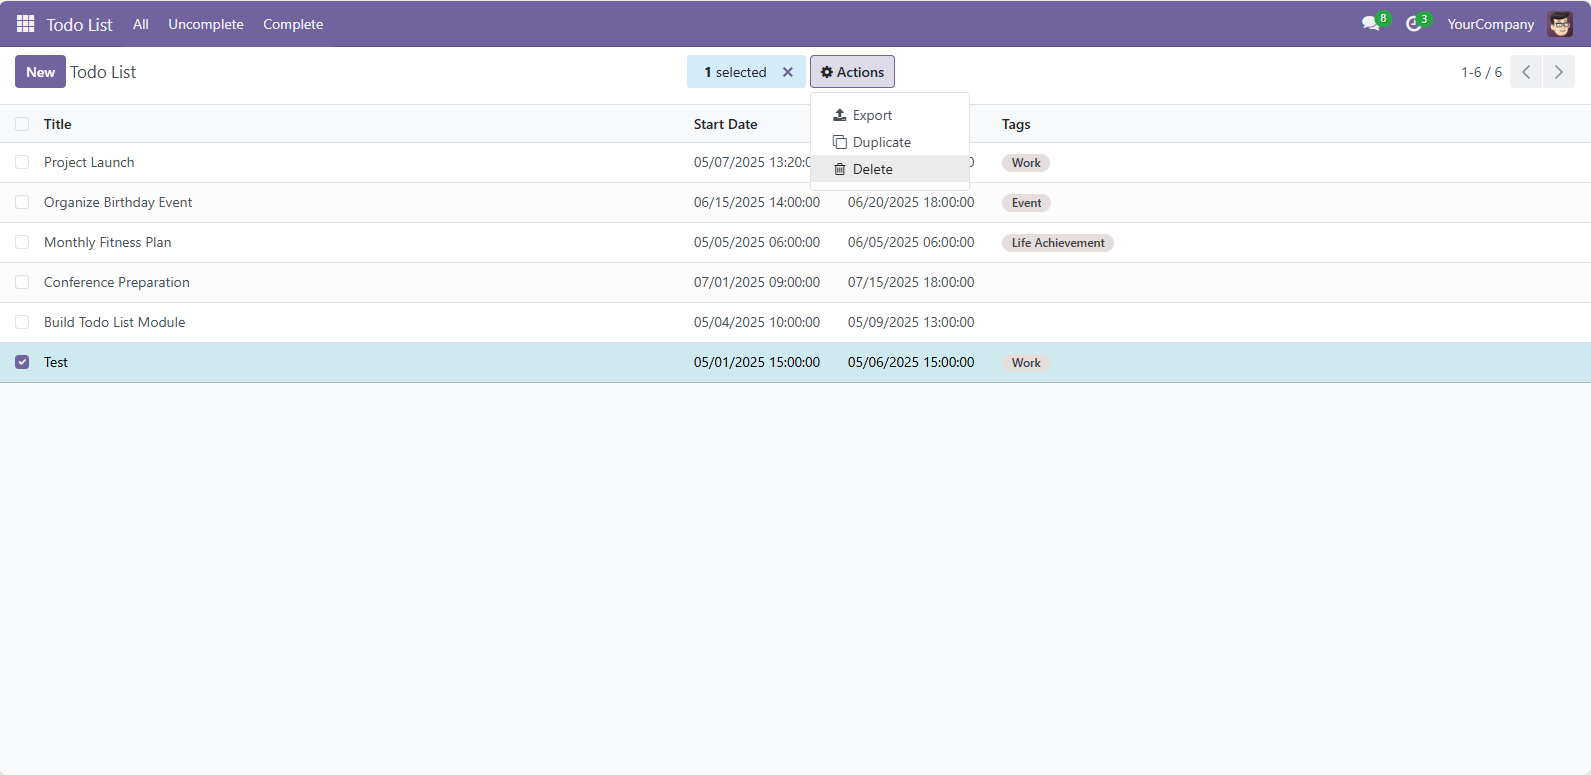 Todo List All Uncomplete Complete 8 3 YourCompany
New Todo List 1 selected Actions 1-6 / 6
Export
Duplicate
Delete
Title Start Date Tags
Project Launch 05/07/2025 Work
Organize Birthday Event 06/15/2025 14:00:00 06/20/2025 18:00:00 Event
Monthly Fitness Plan 05/05/2025 06:00:00 06/05/2025 06:00:00 Life Achievement
Conference Preparation 07/01/2025 09:00:00 07/15/2025 18:00:00
Build Todo List Module 05/04/2025 10:00:00 05/09/2025 13:00:00
Test 05/01/2025 15:00:00 05/06/2025 15:00:00 Work